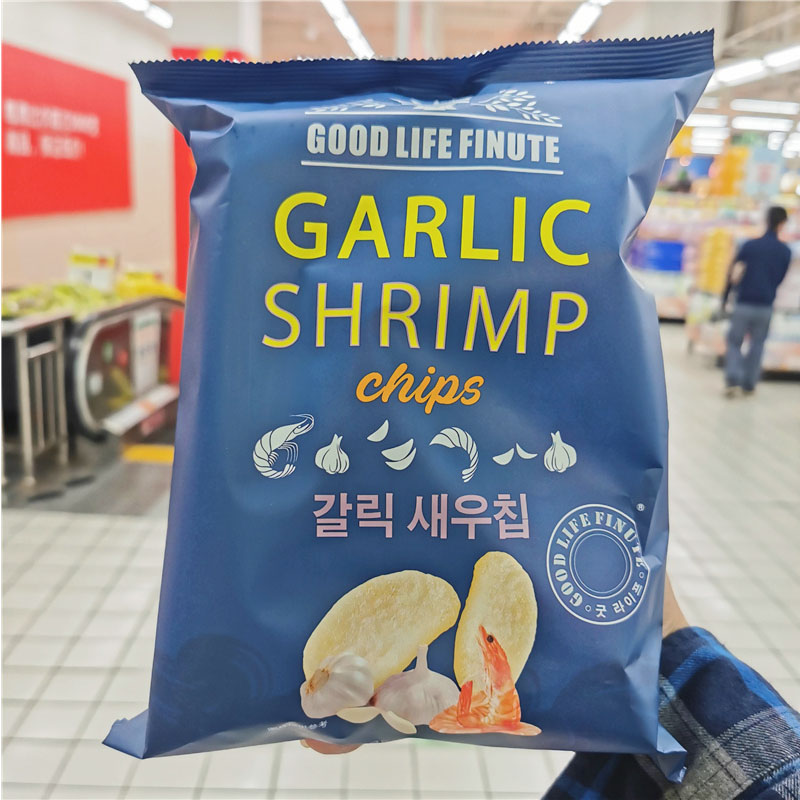 GOOD LIFE FINUTE
GARLIC
SHRIMP
chips
갈릭 새우칩
GOOD LIFE FINUTE ®
굿 라이프